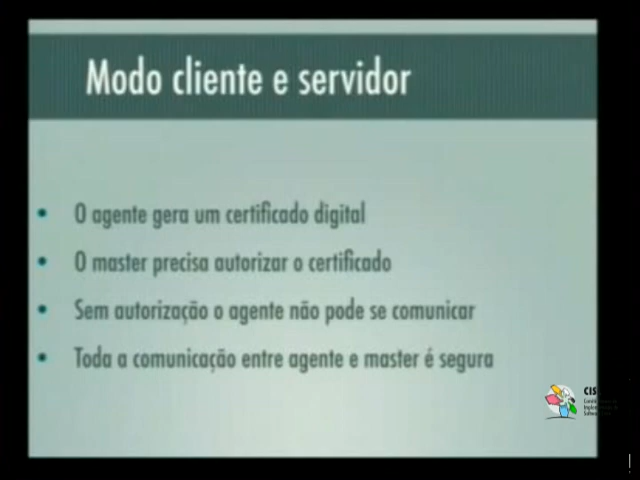 Modo cliente e servidor
• O agente gera um certificado digital
• O master precisa autorizar o certificado
• Sem autorização o agente não pode se comunicar
• Toda a comunicação entre agente e master é segura
CIS